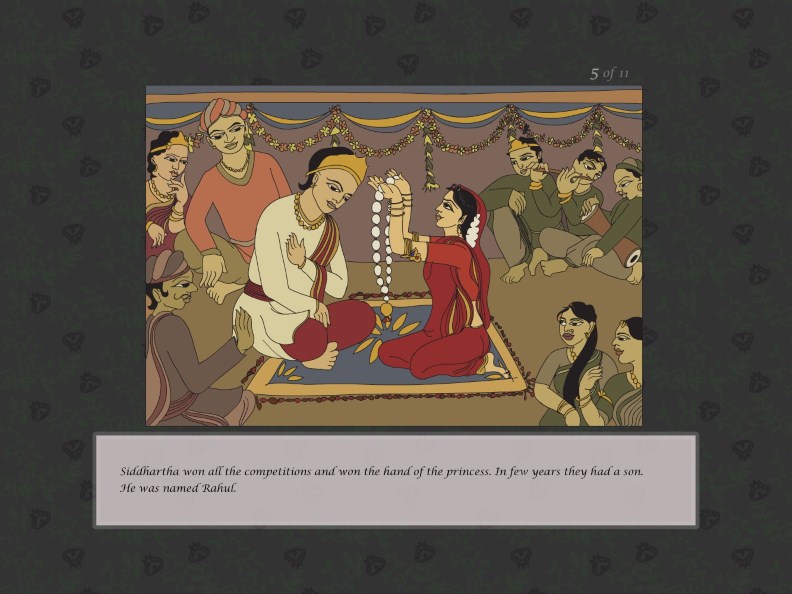 5 of 11
Siddhartha won all the competitions and won the hand of the princess. In few years they had a son.
He was named Rahul.